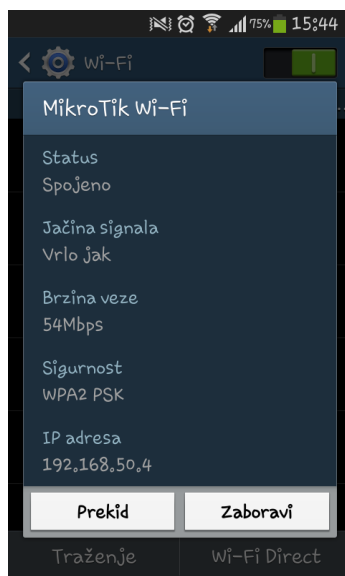 75% 15:44
Wi-Fi
MikroTik Wi-Fi
Status
Spojeno
Jačina signala
Vrlo jak
Brzina veze
54Mbps
Sigurnost
WPA2 PSK
IP adresa
192.168.50.4
Prekid Zaboravi
Traženje Wi-Fi Direct